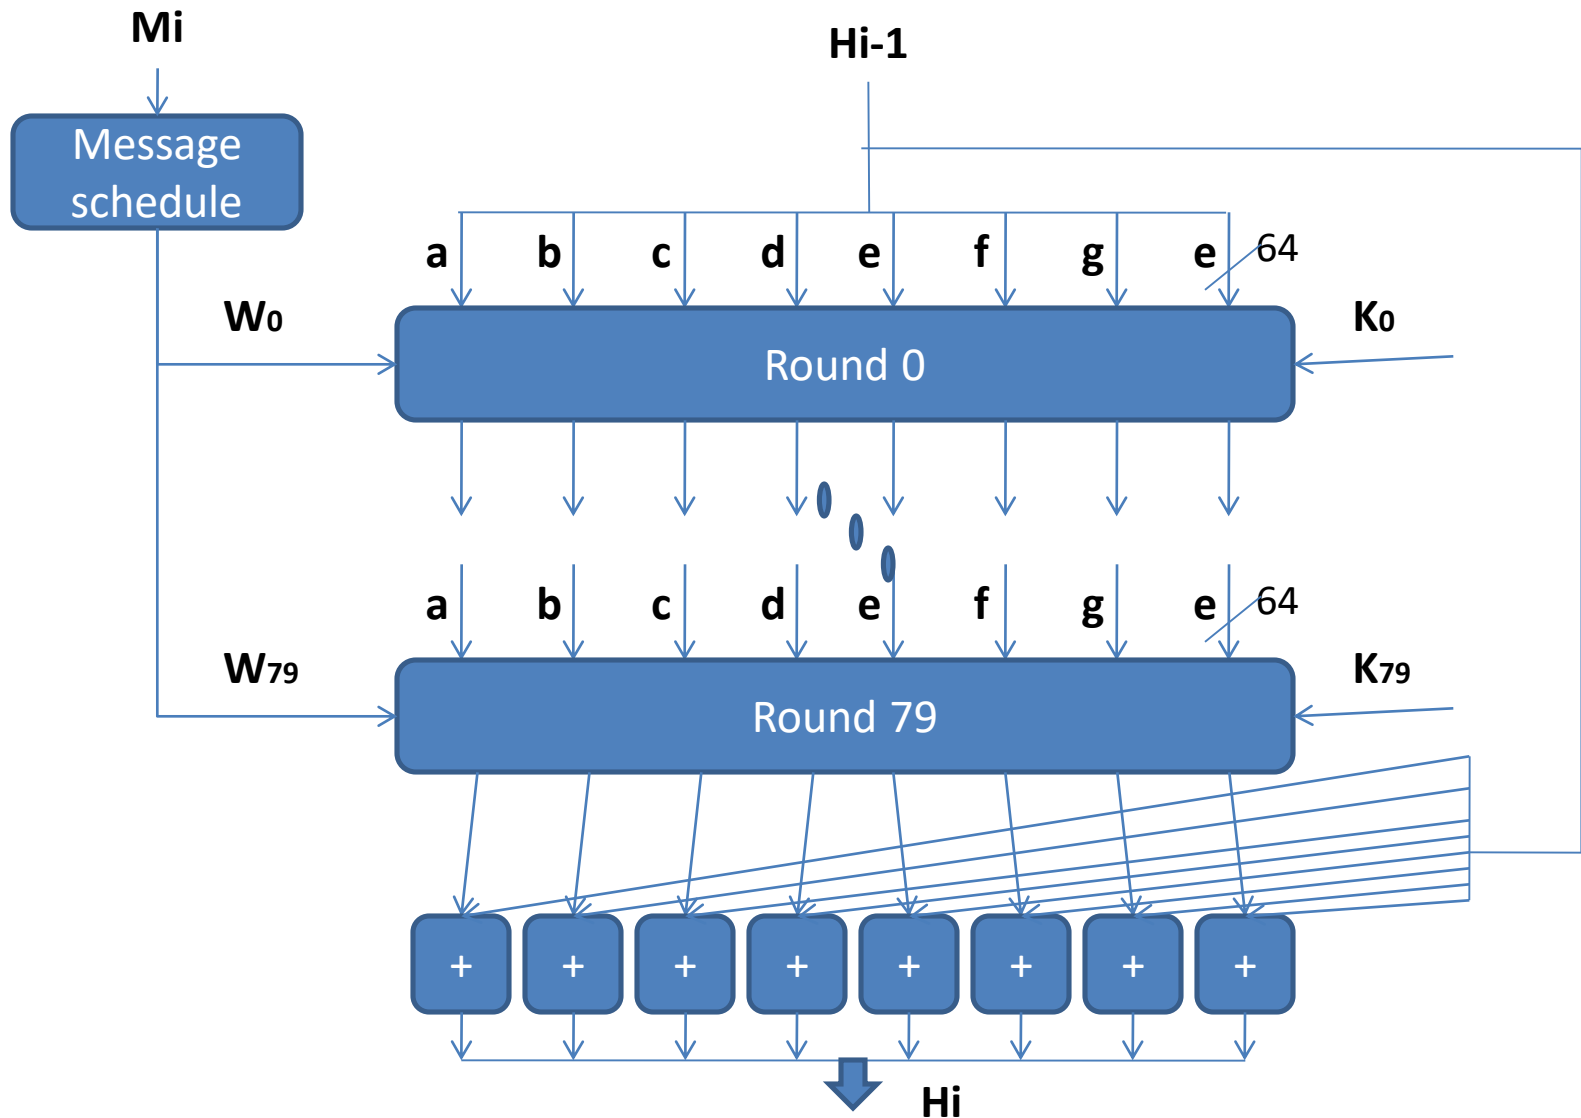 Mi
Hi-1
Message
schedule
a b c d e f g e 64
W0
K0
Round 0
a b c d e f g e 64
W79
K79
Round 79
+ + + + + + + +
Hi